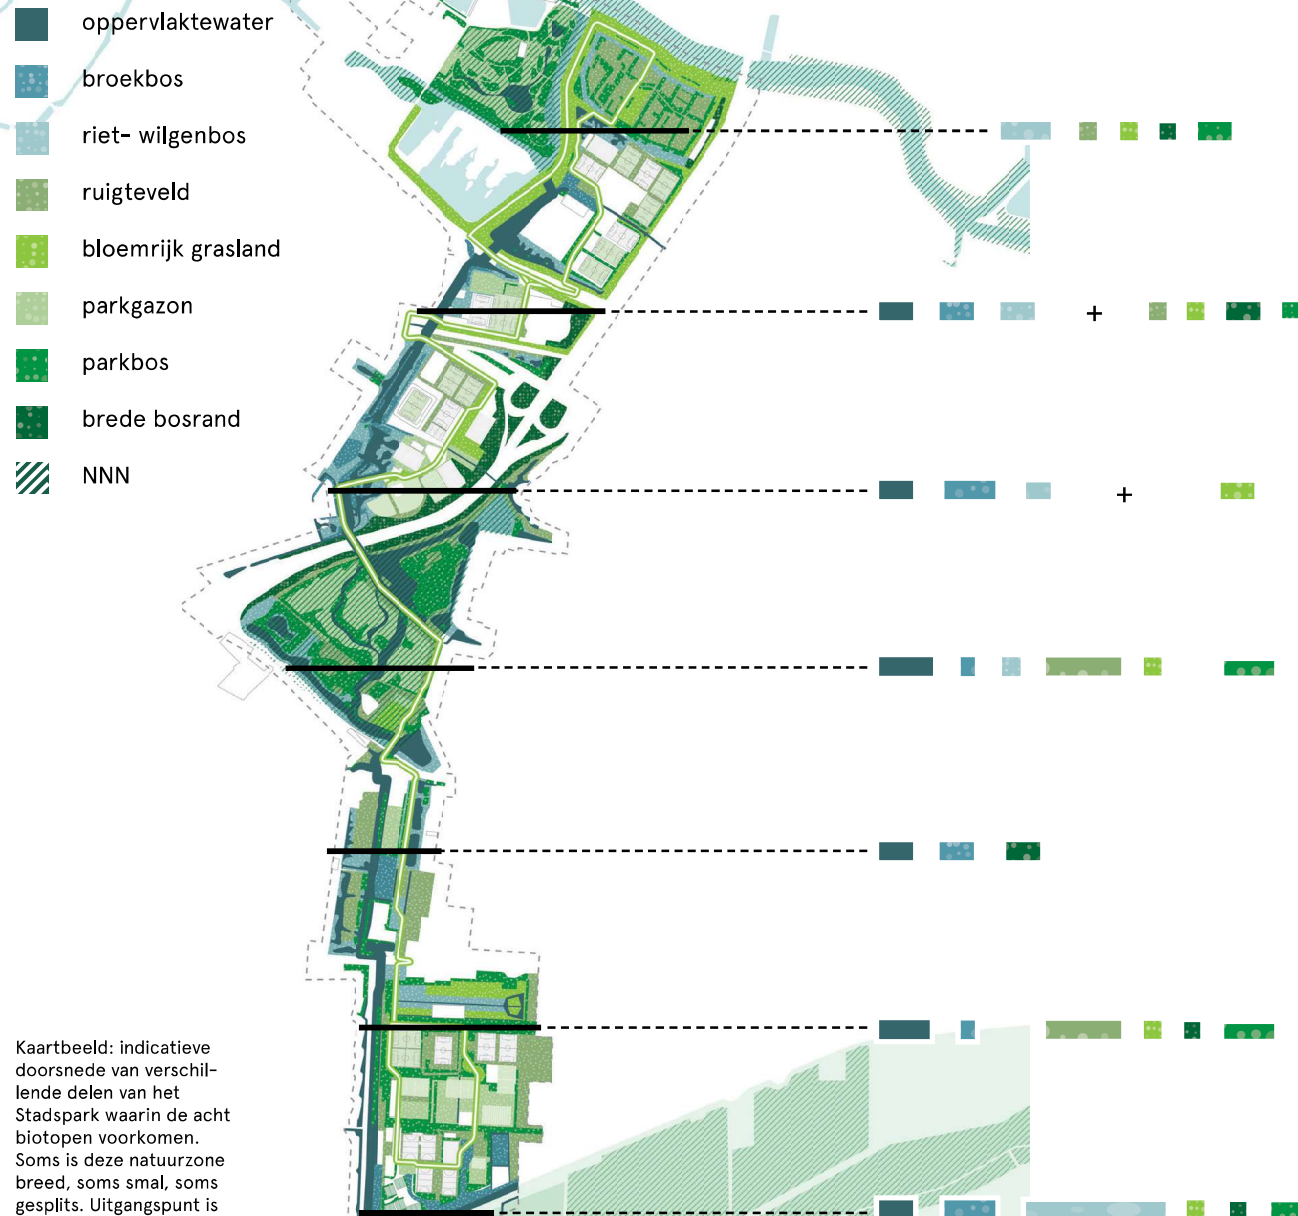 oppervlaktewater
broekbos
riet- wilgenbos
ruigteveld
bloemrijk grasland
parkgazon
parkbos
brede bosrand
NNN
+
+
Kaartbeeld: indicatieve
doorsnede van verschil-
lende delen van het
Stadspark waarin de acht
biotopen voorkomen.
Soms is deze natuurzone
breed, soms smal, soms
gesplits. Uitgangspunt is